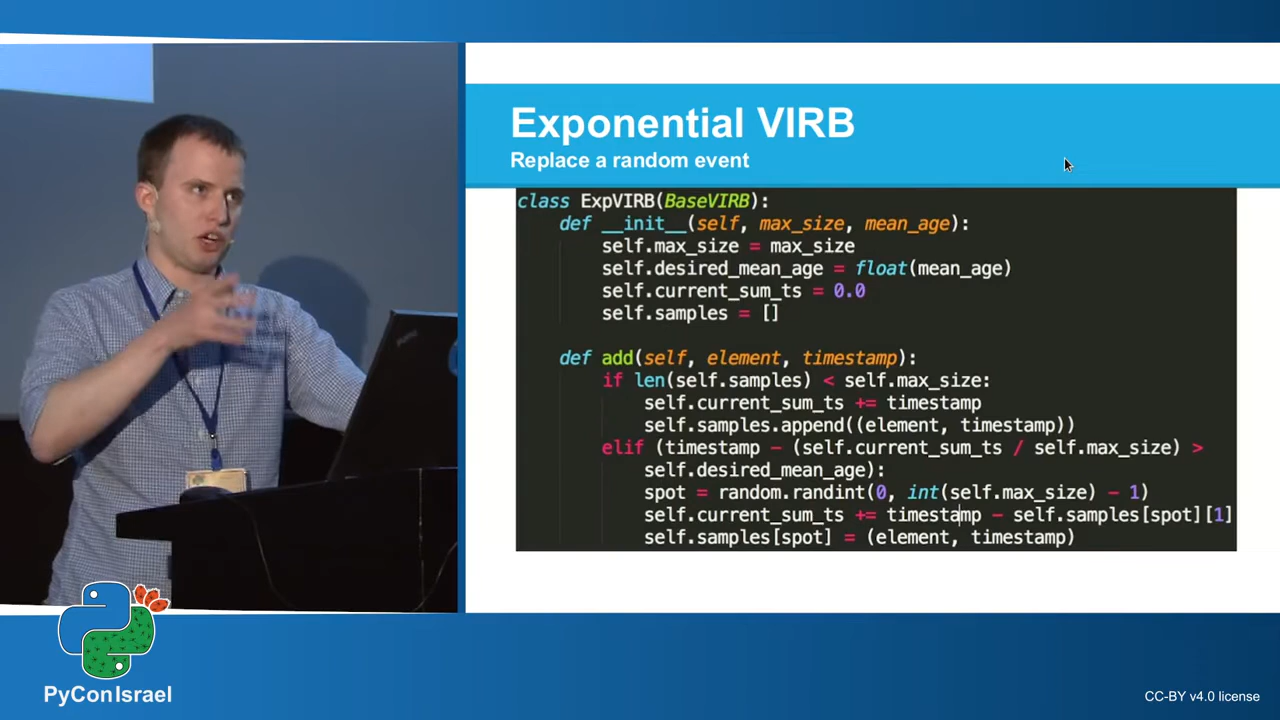 Exponential VIRB
Replace a random event
class ExpVIRB(BaseVIRB):
    def __init__(self, max_size, mean_age):
        self.max_size = max_size
        self.desired_mean_age = float(mean_age)
        self.current_sum_ts = 0.0
        self.samples = []
    def add(self, element, timestamp):
        if len(self.samples) < self.max_size:
            self.current_sum_ts += timestamp
            self.samples.append((element, timestamp))
        elif (timestamp - (self.current_sum_ts / self.max_size) >
            self.desired_mean_age):
            spot = random.randint(0, int(self.max_size) - 1)
            self.current_sum_ts += timestamp - self.samples[spot][1]
            self.samples[spot] = (element, timestamp)
PyConIsrael
CC-BY v4.0 license